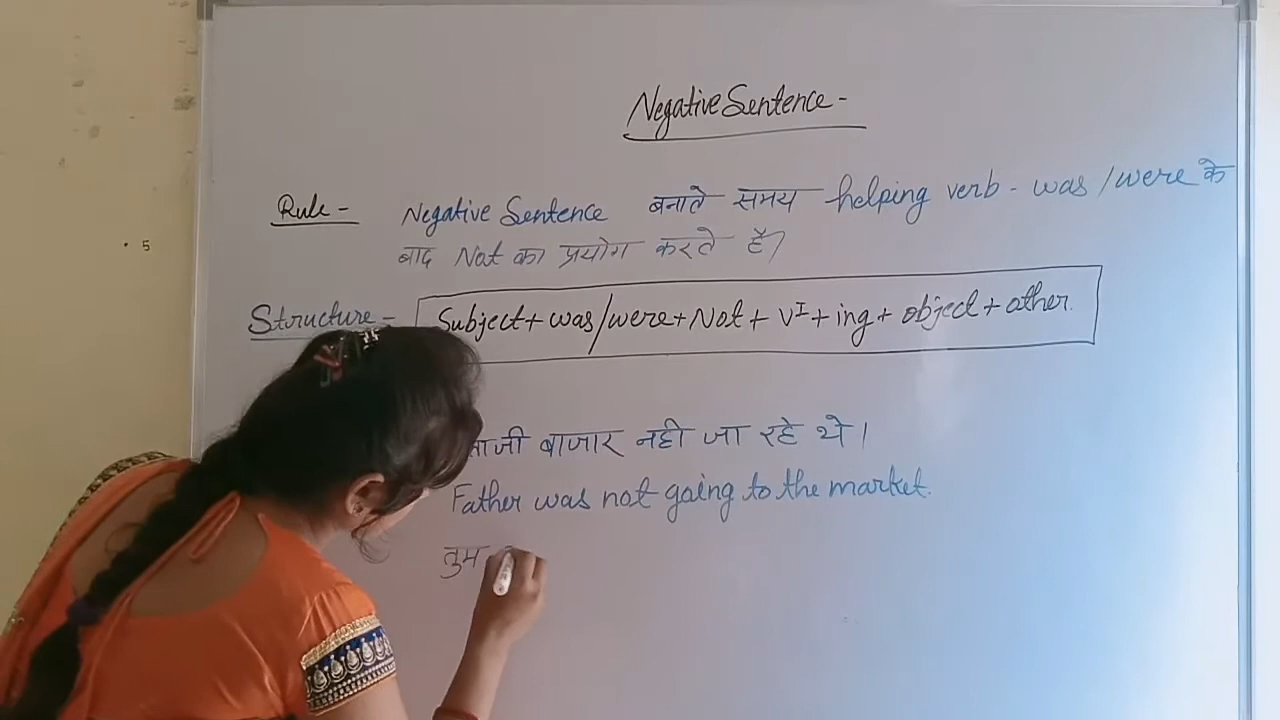 Negative Sentence -
Rule - Negative Sentence बनाते समय helping verb - was / were के
बाद Not का प्रयोग करते हैं।
Structure - Subject + was/were + Not + V^I + ing + object + other.
बाजार नही जा रहे थे।
Father was not going to the market.
तुम
5